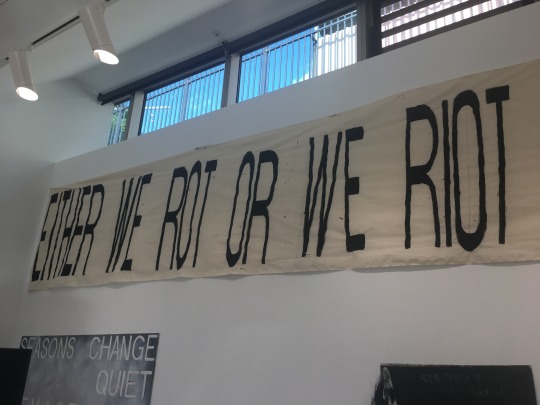 EITHER WE ROT OR WE RIOT
SEASONS CHANGE
QUIET